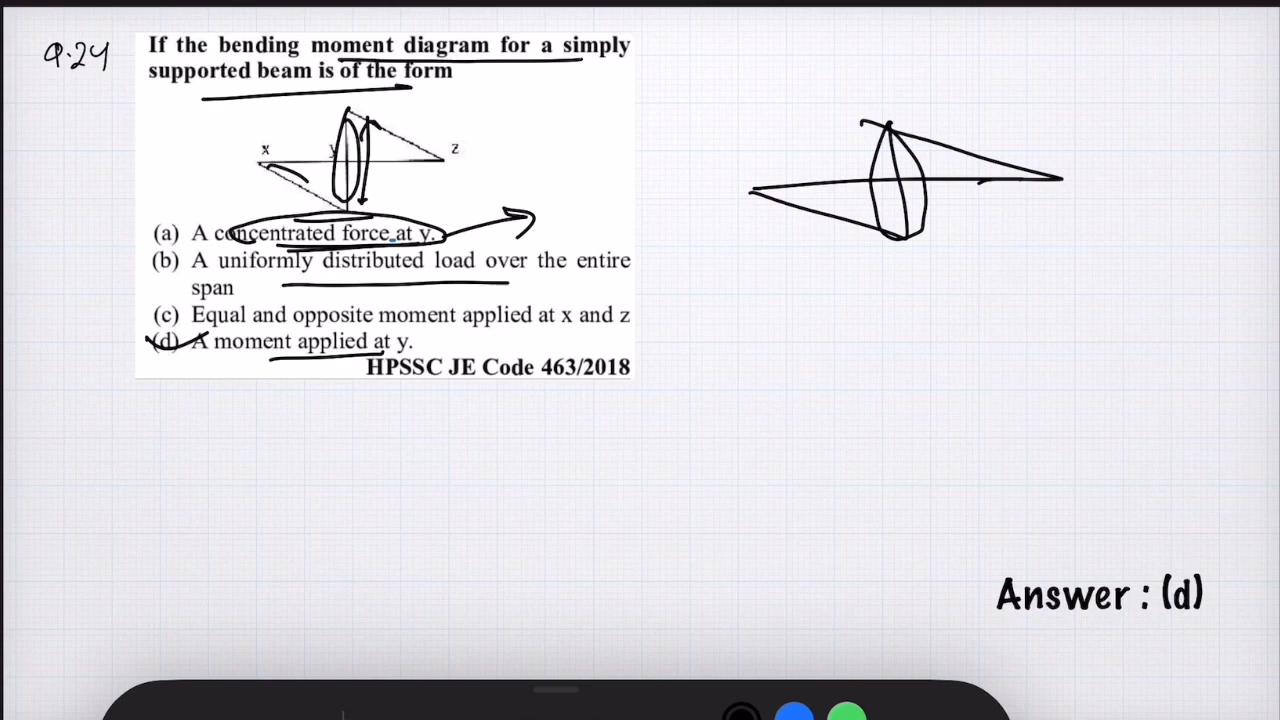 Q.24
If the bending moment diagram for a simply
supported beam is of the form
x y z
(a) A concentrated force at y.
(b) A uniformly distributed load over the entire
span
(c) Equal and opposite moment applied at x and z
(d) A moment applied at y.
HPSSC JE Code 463/2018
Answer : (d)